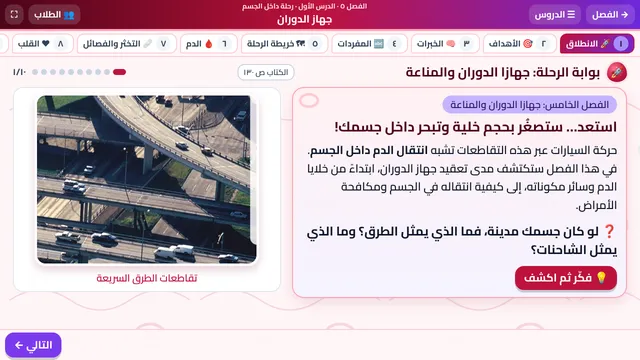 → الفصل
☰ الدروس
الفصل ٥ · الدرس الأول · رحلة داخل الجسم
جهاز الدوران
الطلاب
١ الانطلاق
٢ الأهداف
٣ الخبرات
٤ المفردات
٥ خريطة الرحلة
٦ الدم
٧ التخثر والفصائل
٨ القلب
بوابة الرحلة: جهازا الدوران والمناعة
الكتاب ص ١٣٠
١/١٠
الفصل الخامس: جهازا الدوران والمناعة
استعد... ستصغُر بحجم خلية وتبحر داخل جسمك!
حركة السيارات عبر هذه التقاطعات تشبه انتقال الدم داخل الجسم.
في هذا الفصل ستكتشف مدى تعقيد جهاز الدوران، ابتداءً من خلايا
الدم وسائر مكوناته، إلى كيفية انتقاله في الجسم ومكافحة
الأمراض.
❓ لو كان جسمك مدينة، فما الذي يمثل الطرق؟ وما الذي
يمثل الشاحنات؟
فكّر ثم اكشف
تقاطعات الطرق السريعة
التالي ←